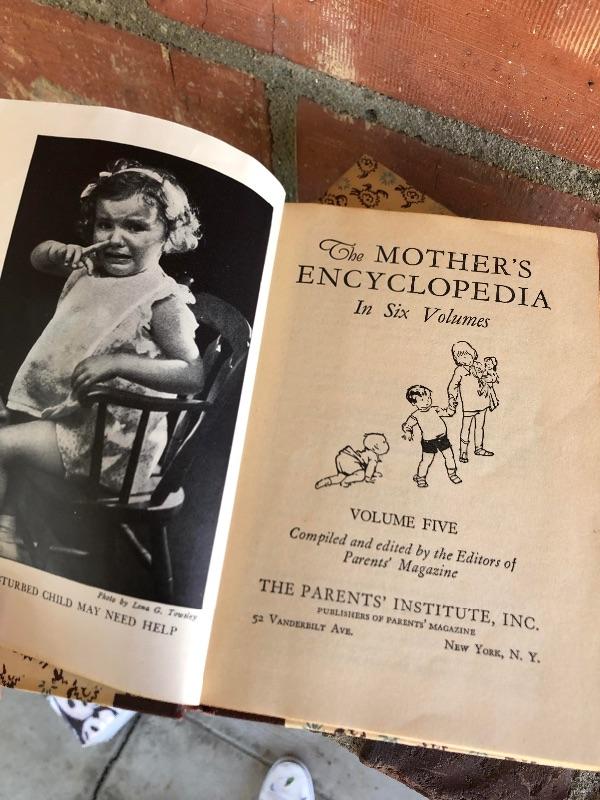 Photo by Lena G. Towsley
CHILD MAY NEED HELP
The MOTHER'S
ENCYCLOPEDIA
In Six Volumes
VOLUME FIVE
Compiled and edited by the Editors of
Parents' Magazine
THE PARENTS' INSTITUTE, INC.
PUBLISHERS OF PARENTS' MAGAZINE
52 VANDERBILT AVE.
NEW YORK, N. Y.